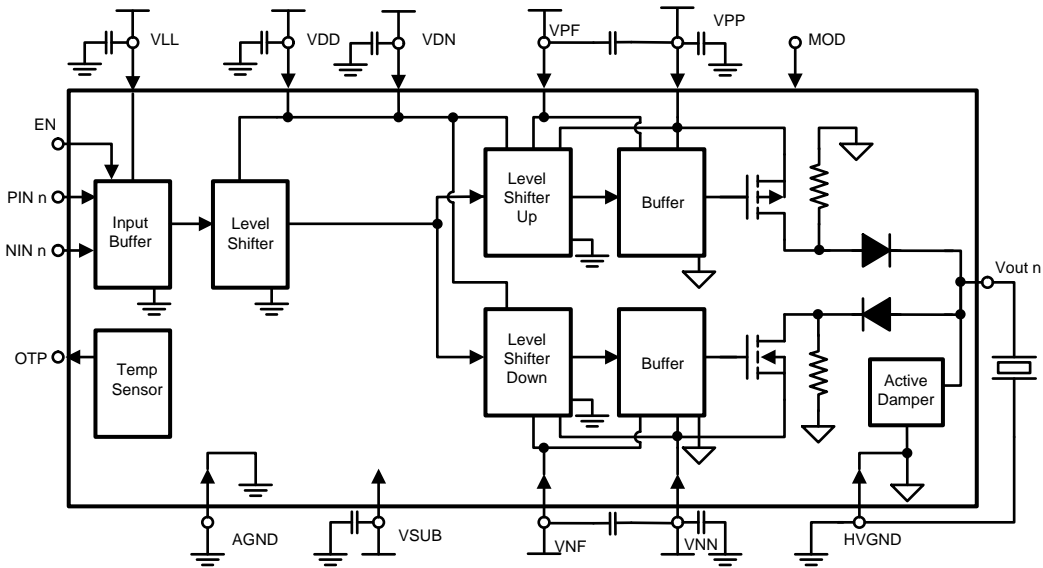 VLL
VDD
VDN
VPF
VPP
MOD
EN
PIN n
NIN n
OTP
Input
Buffer
Level
Shifter
Level
Shifter
Up
Buffer
Vout n
Temp
Sensor
Level
Shifter
Down
Buffer
Active
Damper
AGND
VSUB
VNF
VNN
HVGND